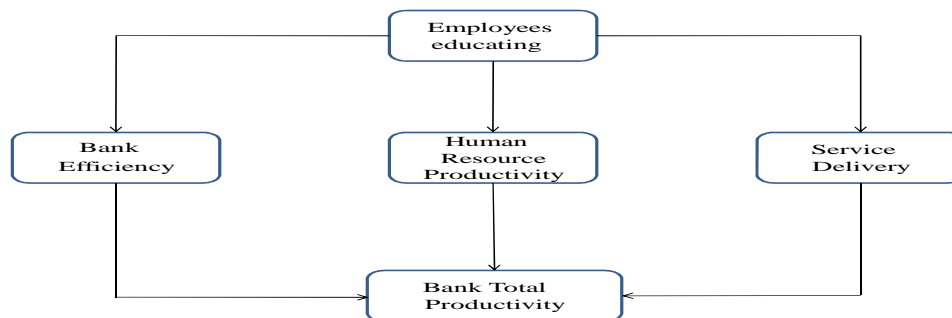 Employees
educating
Bank
Efficiency
Human
Resource
Productivity
Service
Delivery
Bank Total
Productivity